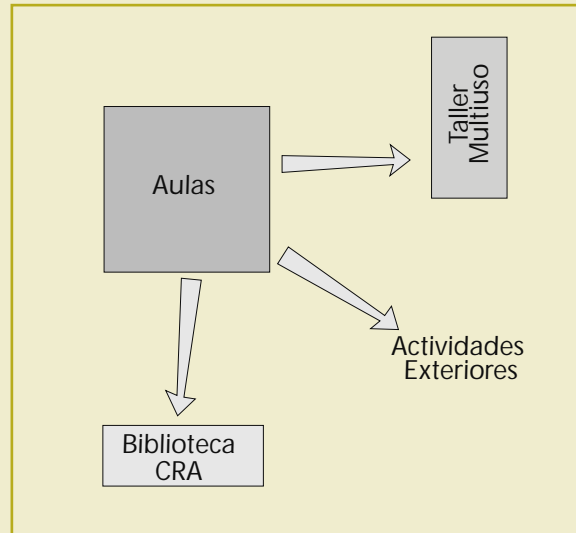 Taller
Multiuso
Aulas
Actividades
Exteriores
Biblioteca
CRA